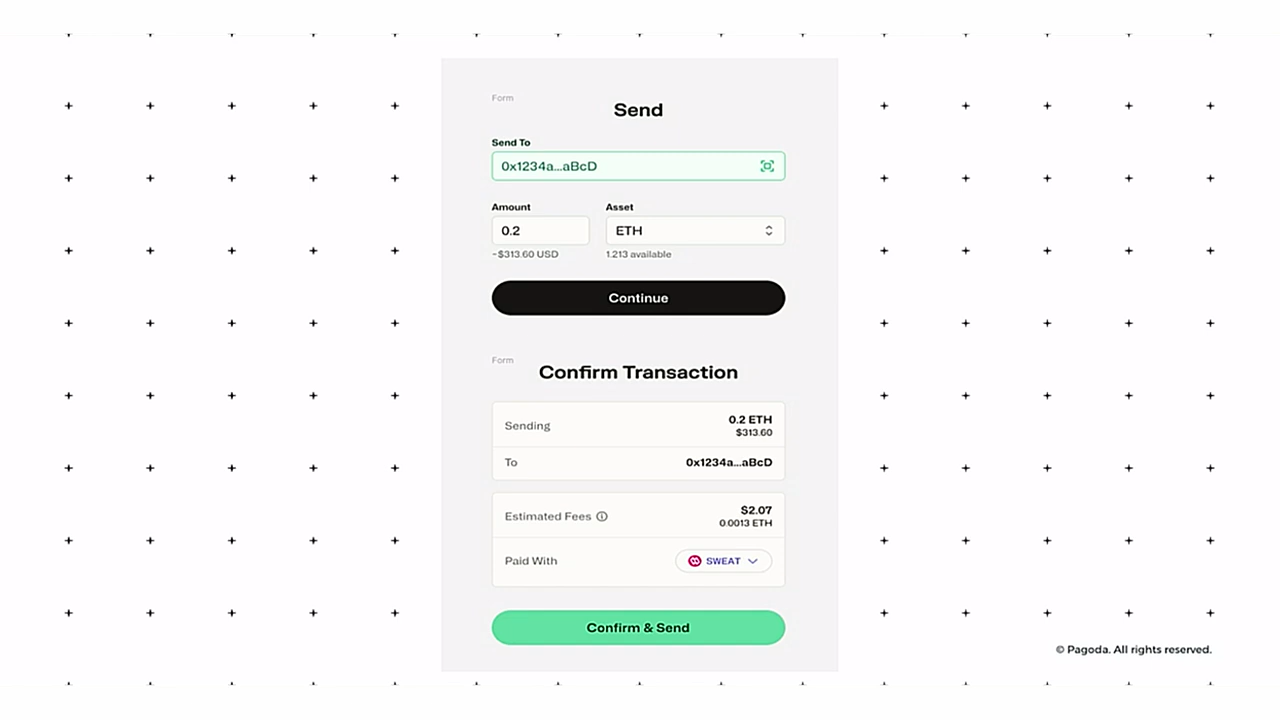 Form
Send
Send To
0x1234a...aBcD
Amount
Asset
0.2
ETH
~$313.60 USD
1.213 available
Continue
Form
Confirm Transaction
Sending
0.2 ETH
$313.60
To
0x1234a...aBcD
Estimated Fees
$2.07
0.0013 ETH
Paid With
SWEAT
Confirm & Send
© Pagoda. All rights reserved.